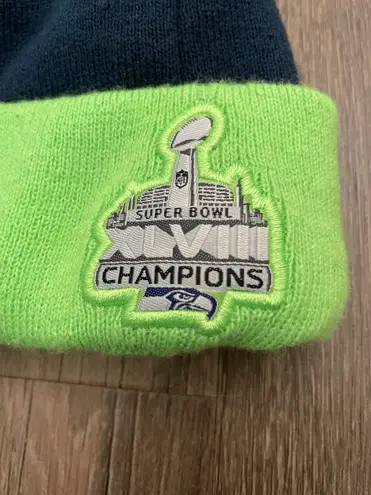 NFL
SUPER BOWL
XLVIII
CHAMPIONS